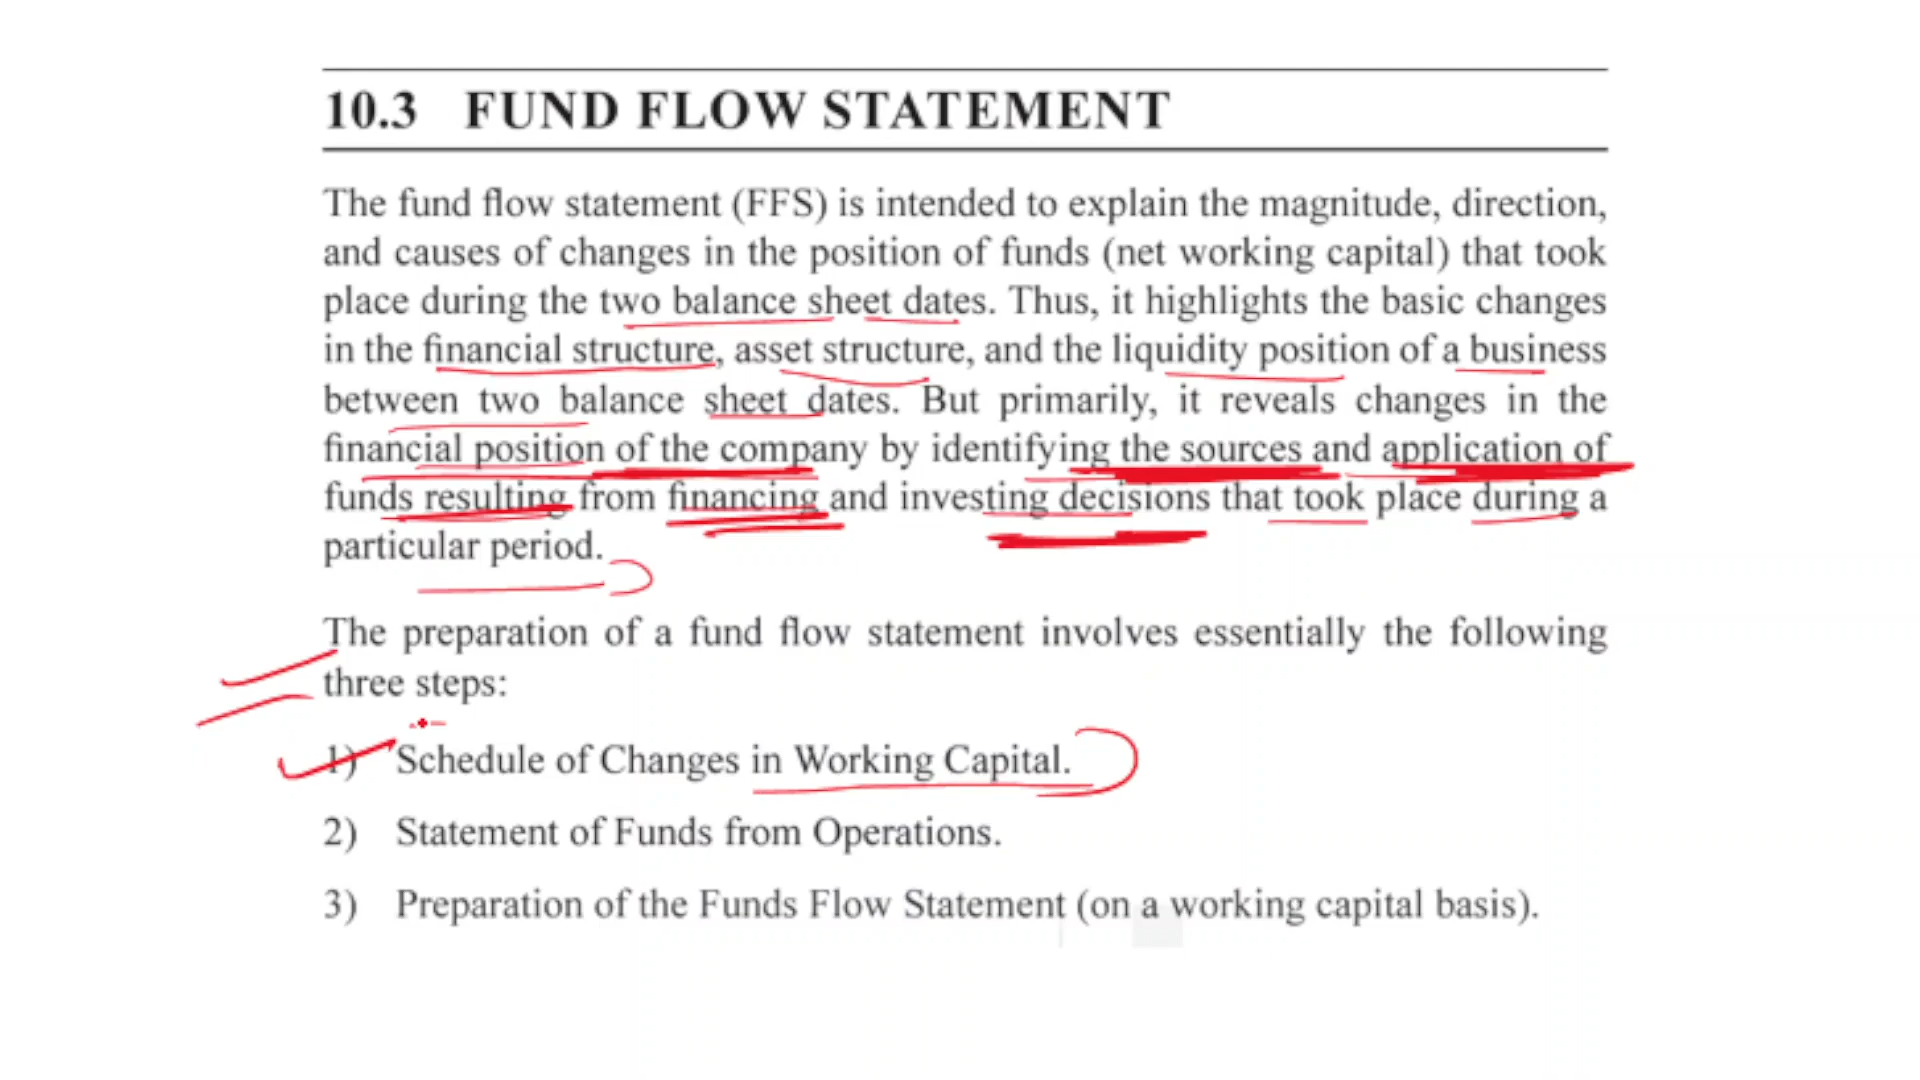 10.3 FUND FLOW STATEMENT
The fund flow statement (FFS) is intended to explain the magnitude, direction,
and causes of changes in the position of funds (net working capital) that took
place during the two balance sheet dates. Thus, it highlights the basic changes
in the financial structure, asset structure, and the liquidity position of a business
between two balance sheet dates. But primarily, it reveals changes in the
financial position of the company by identifying the sources and application of
funds resulting from financing and investing decisions that took place during a
particular period.
The preparation of a fund flow statement involves essentially the following
three steps:
1) Schedule of Changes in Working Capital.
2) Statement of Funds from Operations.
3) Preparation of the Funds Flow Statement (on a working capital basis).